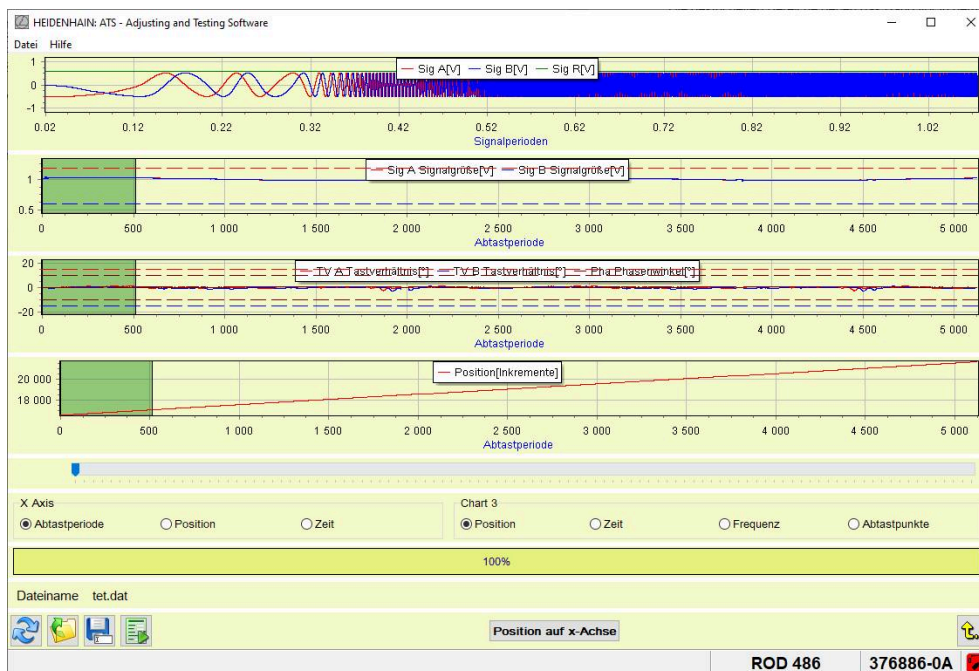 HEIDENHAIN: ATS - Adjusting and Testing Software
Datei Hilfe
Sig A[V] Sig B[V] Sig R[V]
1
0
-1
0.02 0.12 0.22 0.32 0.42 0.52 0.62 0.72 0.82 0.92 1.02
Signalperioden
Sig A Signalgröße[V] Sig B Signalgröße[V]
1
0.5
0 500 1 000 1 500 2 000 2 500 3 000 3 500 4 000 4 500 5 000
Abtastperiode
TV A Tastverhältnis[°] TV B Tastverhältnis[°] Pha Phasenwinkel[°]
20
0
-20
0 500 1 000 1 500 2 000 2 500 3 000 3 500 4 000 4 500 5 000
Abtastperiode
Position[Inkremente]
20 000
18 000
0 500 1 000 1 500 2 000 2 500 3 000 3 500 4 000 4 500 5 000
Abtastperiode
X Axis Chart 3
Abtastperiode Position Zeit Position Zeit Frequenz Abtastpunkte
100%
Dateiname tet.dat
Position auf x-Achse
ROD 486 376886-0A